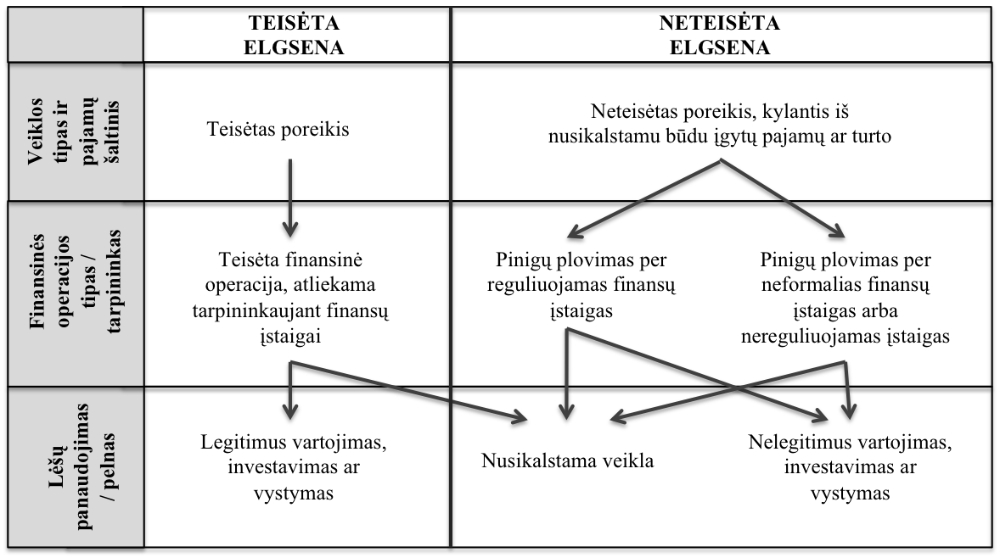 TEISĖTA
ELGSENA
NETEISĖTA
ELGSENA
Veiklos
tipas ir
pajamų
šaltinis
Teisėtas poreikis
Neteisėtas poreikis, kylantis iš
nusikalstamu būdu įgytų pajamų ar turto
Finansinės
operacijos
tipas /
tarpininkas
Teisėta finansinė
operacija, atliekama
tarpininkaujant finansų
įstaigai
Pinigų plovimas per
reguliuojamas finansų
įstaigas
Pinigų plovimas per
neformalias finansų
įstaigas arba
nereguliuojamas įstaigas
Lėšų
panaudojimas
/ pelnas
Legitimus vartojimas,
investavimas ar
vystymas
Nusikalstama veikla
Nelegitimus vartojimas,
investavimas ar
vystymas